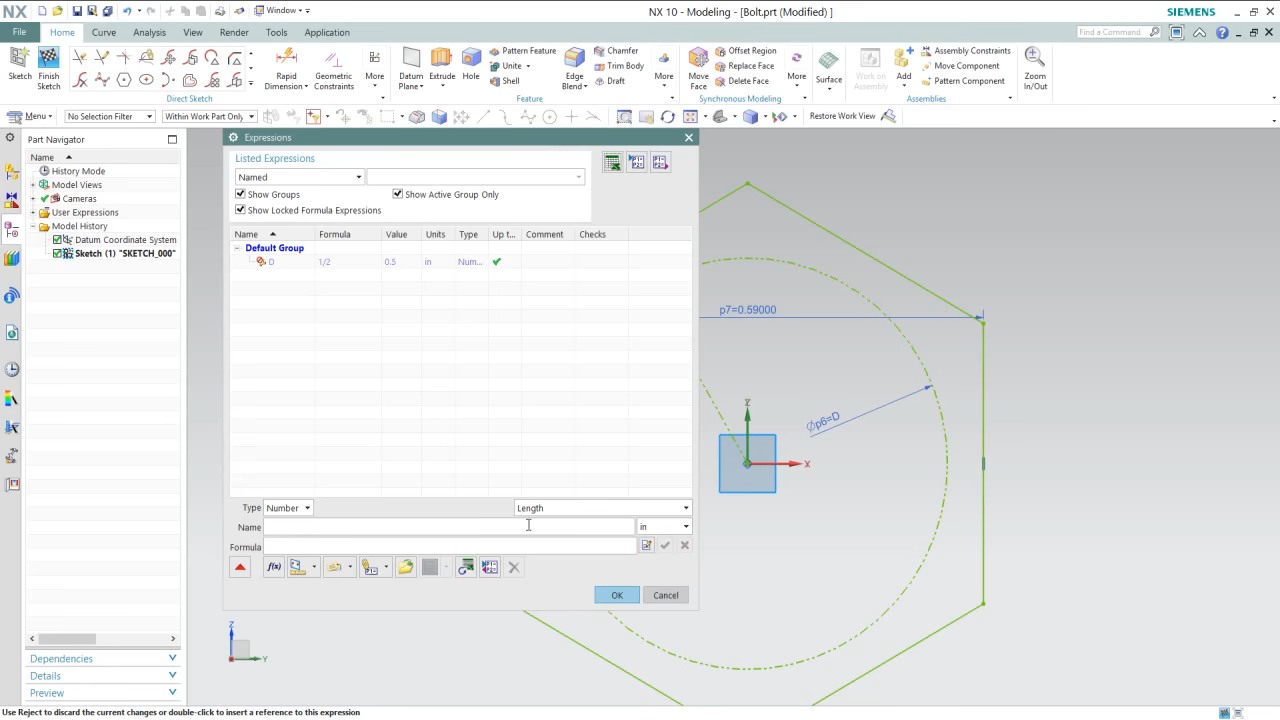 NX
Window
NX 10 - Modeling - [Bolt.prt (Modified) ]
SIEMENS
File
Home
Curve
Analysis
View
Render
Tools
Application
Find a Command
Sketch
Finish Sketch
Rapid Dimension
Geometric Constraints
More
Datum Plane
Extrude
Hole
Pattern Feature
Unite
Shell
Edge Blend
Chamfer
Trim Body
Draft
More
Move Face
Offset Region
Replace Face
Delete Face
More
Surface
Work on Assembly
Add
Assembly Constraints
Move Component
Pattern Component
Zoom In/Out
Direct Sketch
Feature
Synchronous Modeling
Assemblies
Menu
No Selection Filter
Within Work Part Only
Restore Work View
Part Navigator
Name
History Mode
Model Views
Cameras
User Expressions
Model History
Datum Coordinate System
Sketch (1) "SKETCH_000"
Dependencies
Details
Preview
Expressions
Listed Expressions
Named
Show Groups
Show Active Group Only
Show Locked Formula Expressions
Name Formula Value Units Type Up t... Comment Checks
Default Group
D 1/2 0.5 in Num...
Type Number Length
Name in
Formula
f(x)
OK Cancel
p7=0.59000
∅p6=D
Z
X
Z
Y
Use Reject to discard the current changes or double-click to insert a reference to this expression